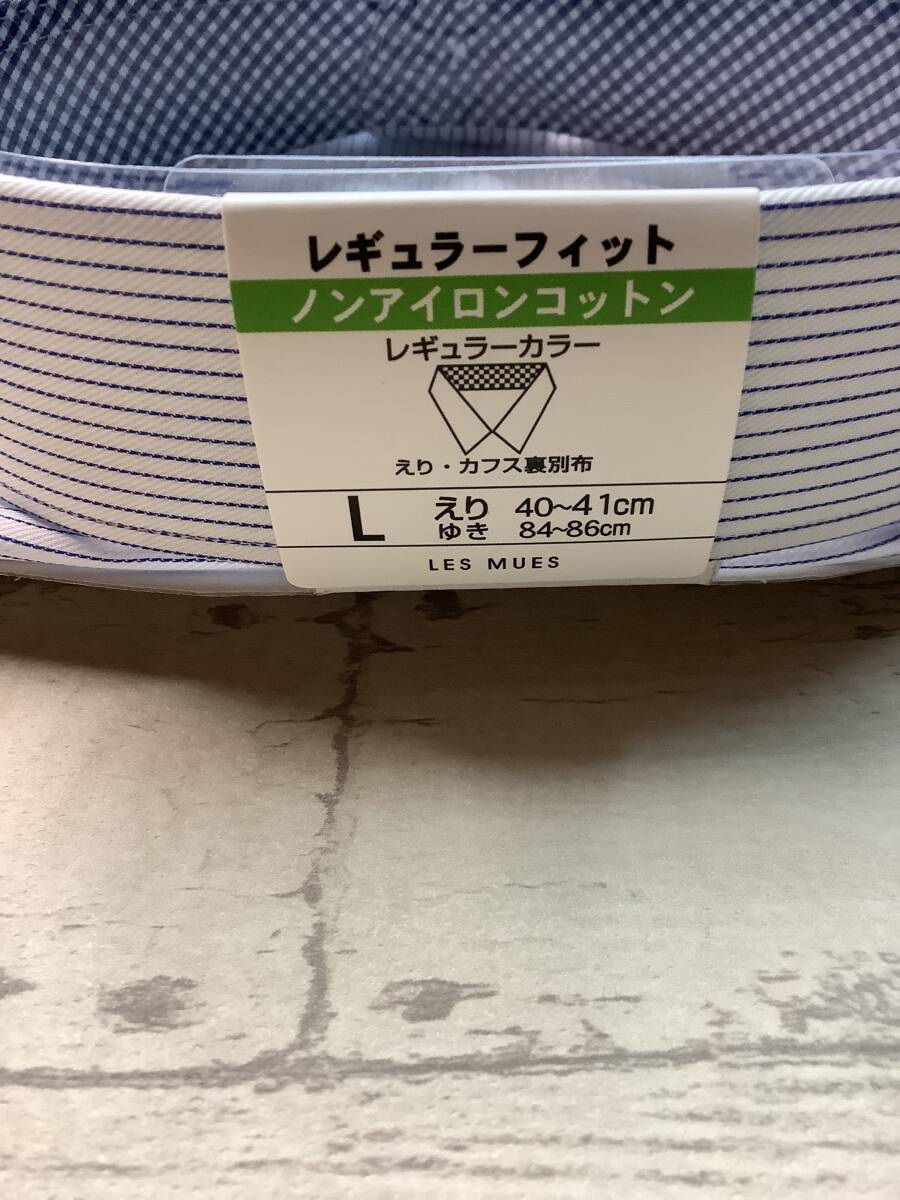 レギュラーフィット
ノンアイロンコットン
レギュラーカラー
えり・カフス裏別布
L えり 40~41cm
ゆき 84~86cm
LES MUES